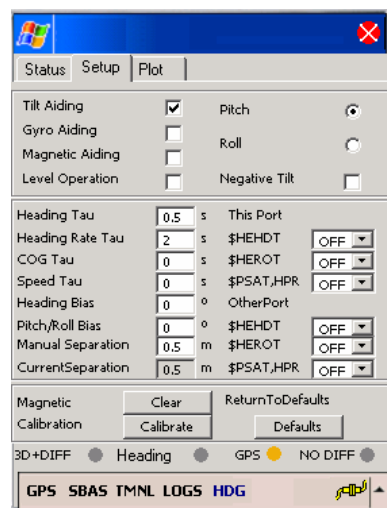 Status Setup Plot
Tilt Aiding Pitch
Gyro Aiding
Magnetic Aiding Roll
Level Operation Negative Tilt
Heading Tau 0.5 s This Port
Heading Rate Tau 2 s $HEHDT OFF
COG Tau 0 s $HEROT OFF
Speed Tau 0 s $PSAT,HPR OFF
Heading Bias 0 º OtherPort
Pitch/Roll Bias 0 º $HEHDT OFF
Manual Separation 0.5 m $HEROT OFF
CurrentSeparation 0.5 m $PSAT,HPR OFF
Magnetic Clear ReturnToDefaults
Calibration Calibrate Defaults
3D+DIFF Heading GPS NO DIFF
GPS SBAS TMNL LOGS HDG